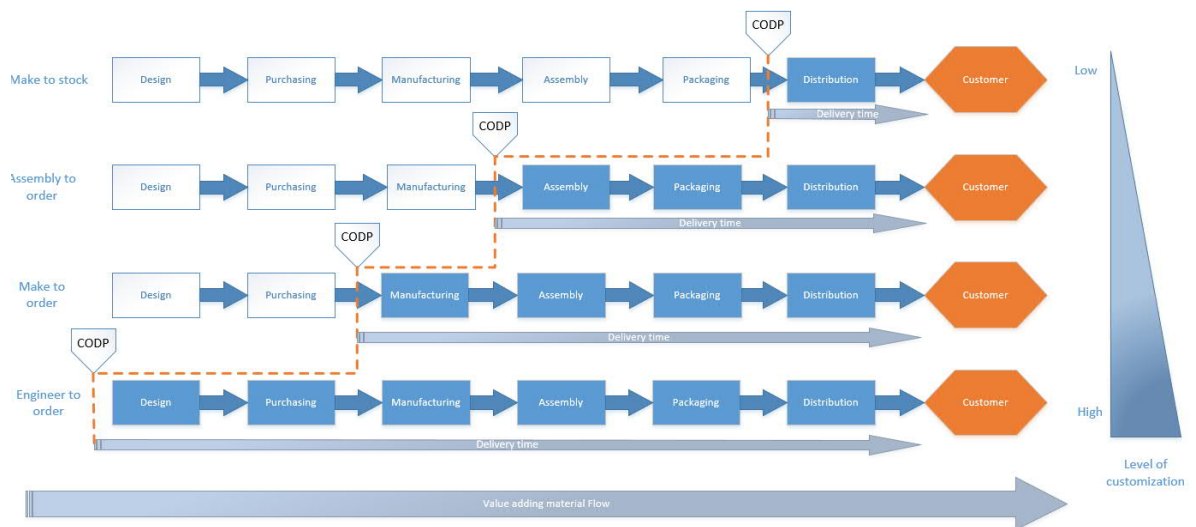 CODP
Make to stock
Design
Purchasing
Manufacturing
Assembly
Packaging
Distribution
Customer
Low
Delivery time
CODP
Assembly to
order
Design
Purchasing
Manufacturing
Assembly
Packaging
Distribution
Customer
Delivery time
CODP
Make to
order
Design
Purchasing
Manufacturing
Assembly
Packaging
Distribution
Customer
Delivery time
CODP
Engineer to
order
Design
Purchasing
Manufacturing
Assembly
Packaging
Distribution
Customer
High
Delivery time
Level of
customization
Value adding material Flow